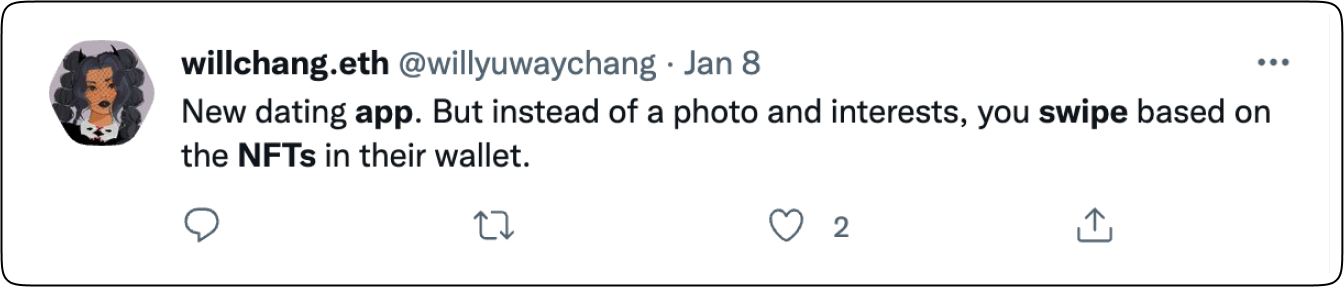 willchang.eth @willyuwaychang · Jan 8
New dating app. But instead of a photo and interests, you swipe based on
the NFTs in their wallet.
2